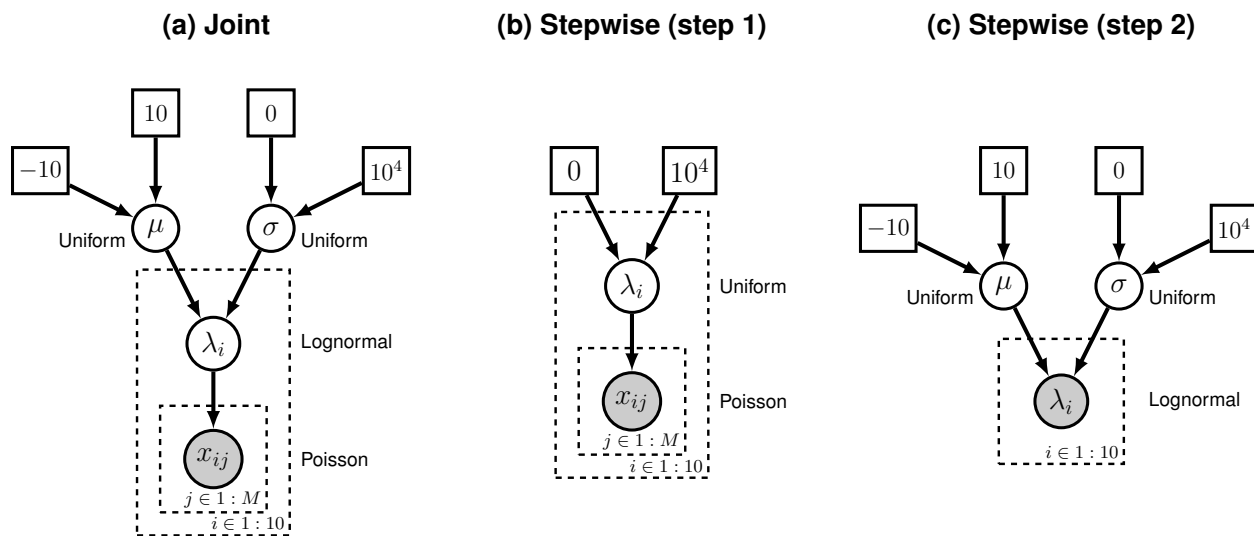 (a) Joint
(b) Stepwise (step 1)
(c) Stepwise (step 2)
10
0
−10
10⁴
μ
σ
Uniform
Uniform
λᵢ
Lognormal
xᵢⱼ
Poisson
j ∈ 1 : M
i ∈ 1 : 10
0
10⁴
λᵢ
Uniform
xᵢⱼ
Poisson
j ∈ 1 : M
i ∈ 1 : 10
10
0
−10
10⁴
μ
σ
Uniform
Uniform
λᵢ
Lognormal
i ∈ 1 : 10